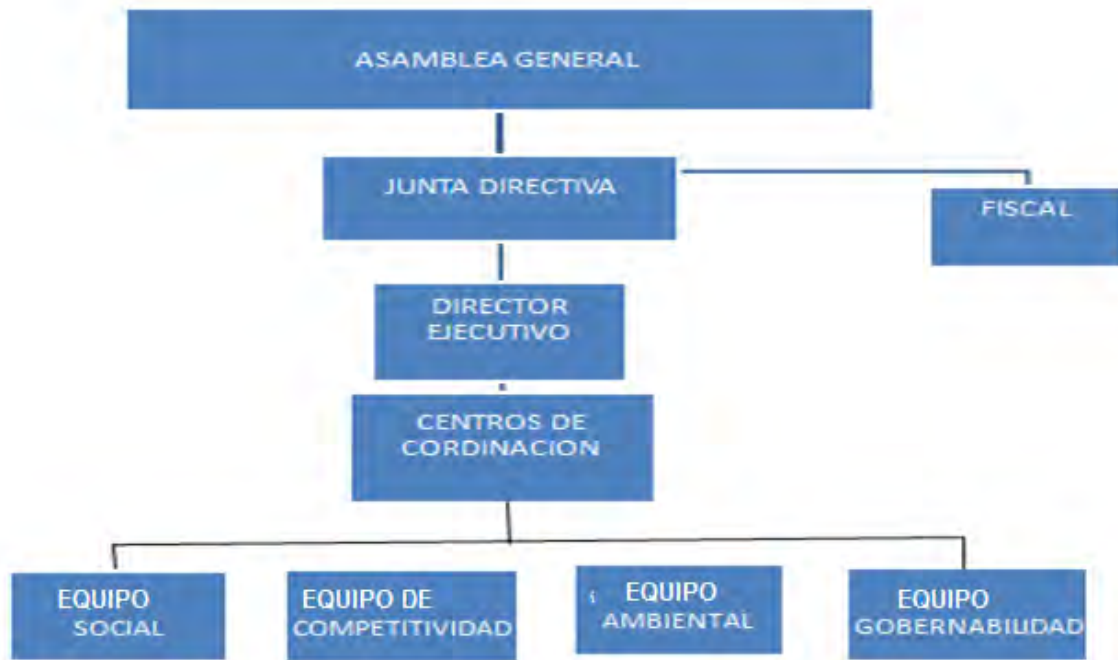 ASAMBLEA GENERAL
JUNTA DIRECTIVA
FISCAL
DIRECTOR
EJECUTIVO
CENTROS DE
CORDINACION
EQUIPO
SOCIAL
EQUIPO DE
COMPETITIVIDAD
EQUIPO
AMBIENTAL
EQUIPO
GOBERNABILIDAD